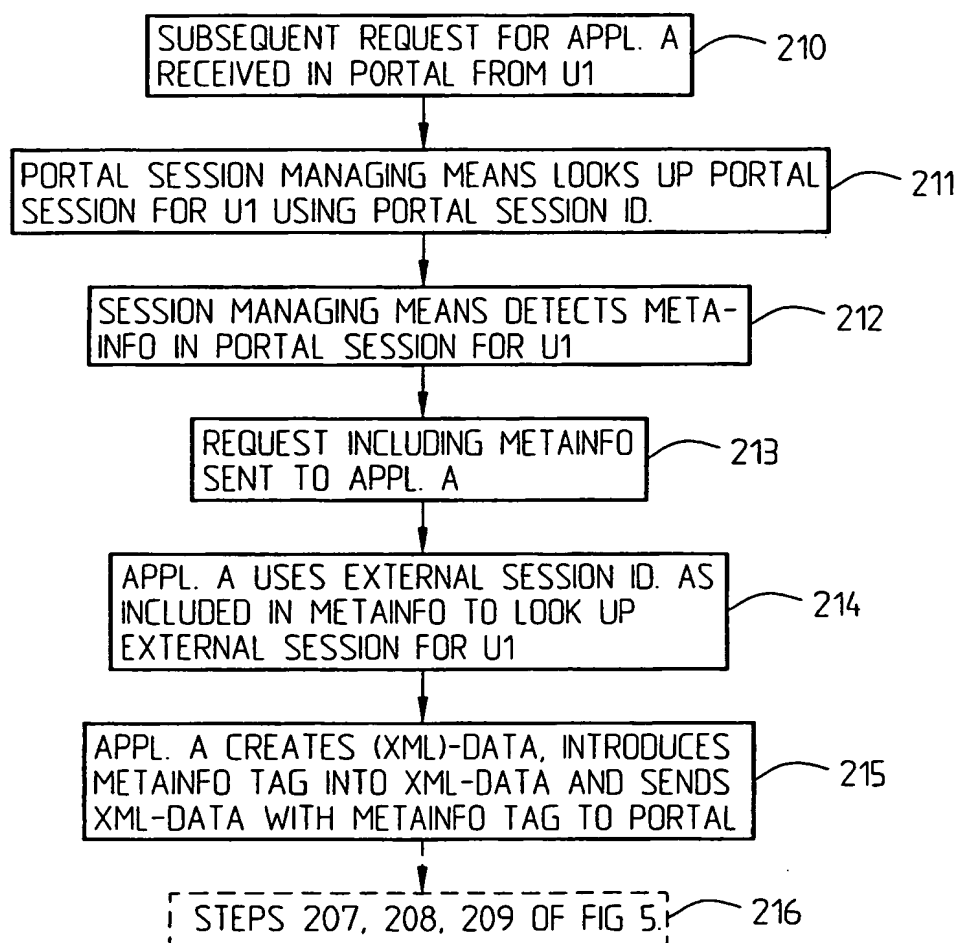 SUBSEQUENT REQUEST FOR APPL. A
RECEIVED IN PORTAL FROM U1
210
PORTAL SESSION MANAGING MEANS LOOKS UP PORTAL
SESSION FOR U1 USING PORTAL SESSION ID.
211
SESSION MANAGING MEANS DETECTS META-
INFO IN PORTAL SESSION FOR U1
212
REQUEST INCLUDING METAINFO
SENT TO APPL. A
213
APPL. A USES EXTERNAL SESSION ID. AS
INCLUDED IN METAINFO TO LOOK UP
EXTERNAL SESSION FOR U1
214
APPL. A CREATES (XML)-DATA, INTRODUCES
METAINFO TAG INTO XML-DATA AND SENDS
XML-DATA WITH METAINFO TAG TO PORTAL
215
STEPS 207, 208, 209 OF FIG 5.
216